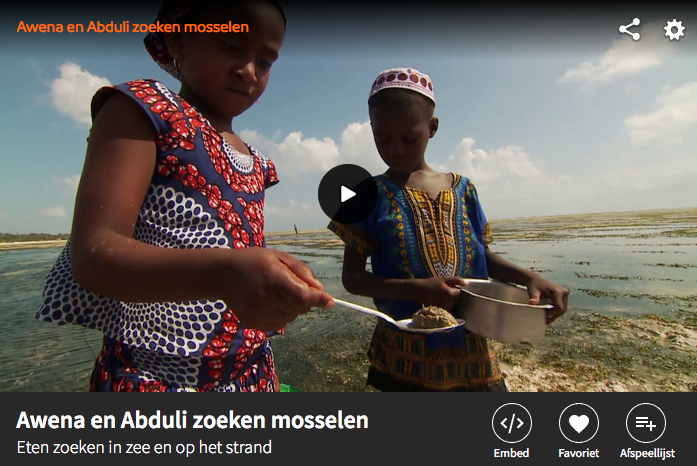 Awena en Abduli zoeken mosselen
Awena en Abduli zoeken mosselen
Eten zoeken in zee en op het strand
Embed
Favoriet
Afspeellijst